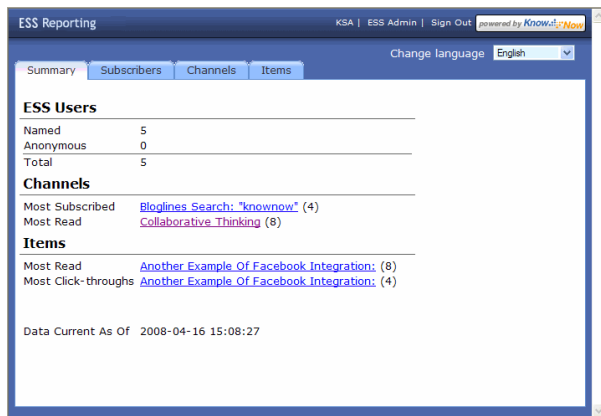 ESS Reporting KSA | ESS Admin | Sign Out powered by KnowNow
Change language English
Summary Subscribers Channels Items
ESS Users
Named 5
Anonymous 0
Total 5
Channels
Most Subscribed Bloglines Search: "knownow" (4)
Most Read Collaborative Thinking (8)
Items
Most Read Another Example Of Facebook Integration: (8)
Most Click-throughs Another Example Of Facebook Integration: (4)
Data Current As Of 2008-04-16 15:08:27